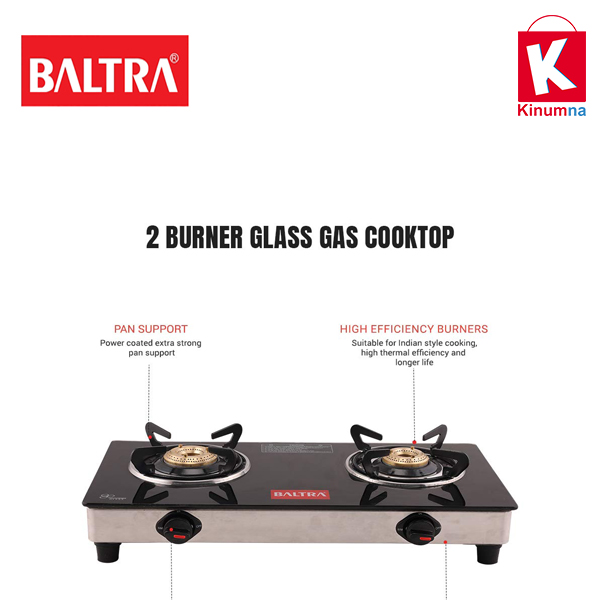 BALTRA®
K
Kinumna
2 BURNER GLASS GAS COOKTOP
PAN SUPPORT
Power coated extra strong
pan support
HIGH EFFICIENCY BURNERS
Suitable for Indian style cooking,
high thermal efficiency and
longer life
BALTRA